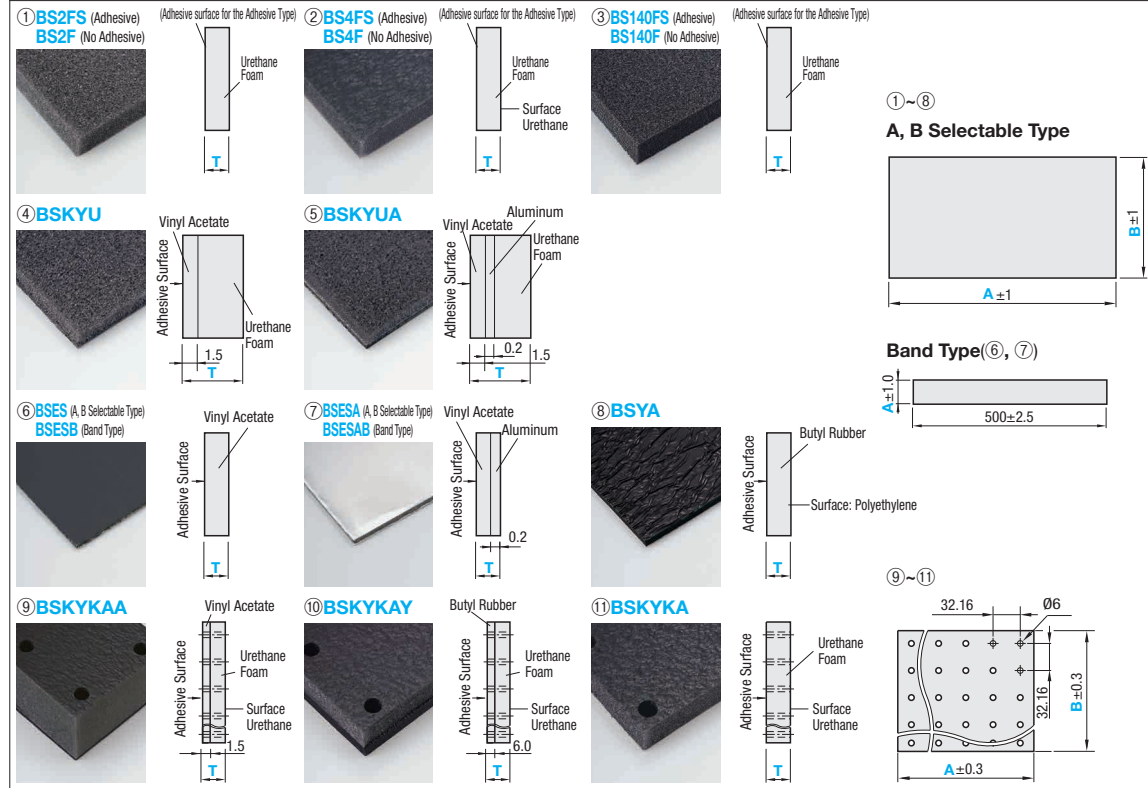 ①BS2FS (Adhesive)
BS2F (No Adhesive)
(Adhesive surface for the Adhesive Type)
Urethane
Foam
T
②BS4FS (Adhesive)
BS4F (No Adhesive)
(Adhesive surface for the Adhesive Type)
Urethane
Foam
Surface
Urethane
T
③BS140FS (Adhesive)
BS140F (No Adhesive)
(Adhesive surface for the Adhesive Type)
Urethane
Foam
T
①~⑧
A, B Selectable Type
B±1
A±1
④BSKYU
Vinyl Acetate
Adhesive Surface
Urethane
Foam
1.5
T
⑤BSKYUA
Aluminum
Vinyl Acetate
Urethane
Foam
Adhesive Surface
0.2
1.5
T
Band Type(⑥, ⑦)
A±1.0
500±2.5
⑥BSES (A, B Selectable Type)
BSESB (Band Type)
Vinyl Acetate
Adhesive Surface
T
⑦BSESA (A, B Selectable Type)
BSESAB (Band Type)
Vinyl Acetate
Aluminum
Adhesive Surface
0.2
T
⑧BSYA
Butyl Rubber
Adhesive Surface
Surface: Polyethylene
T
⑨BSKYKAA
Vinyl Acetate
Adhesive Surface
Urethane
Foam
Surface
Urethane
1.5
T
⑩BSKYKAY
Butyl Rubber
Adhesive Surface
Urethane
Foam
Surface
Urethane
6.0
T
⑪BSKYKA
Adhesive Surface
Urethane
Foam
Surface
Urethane
T
⑨~⑪
32.16
Ø6
32.16
B±0.3
A±0.3